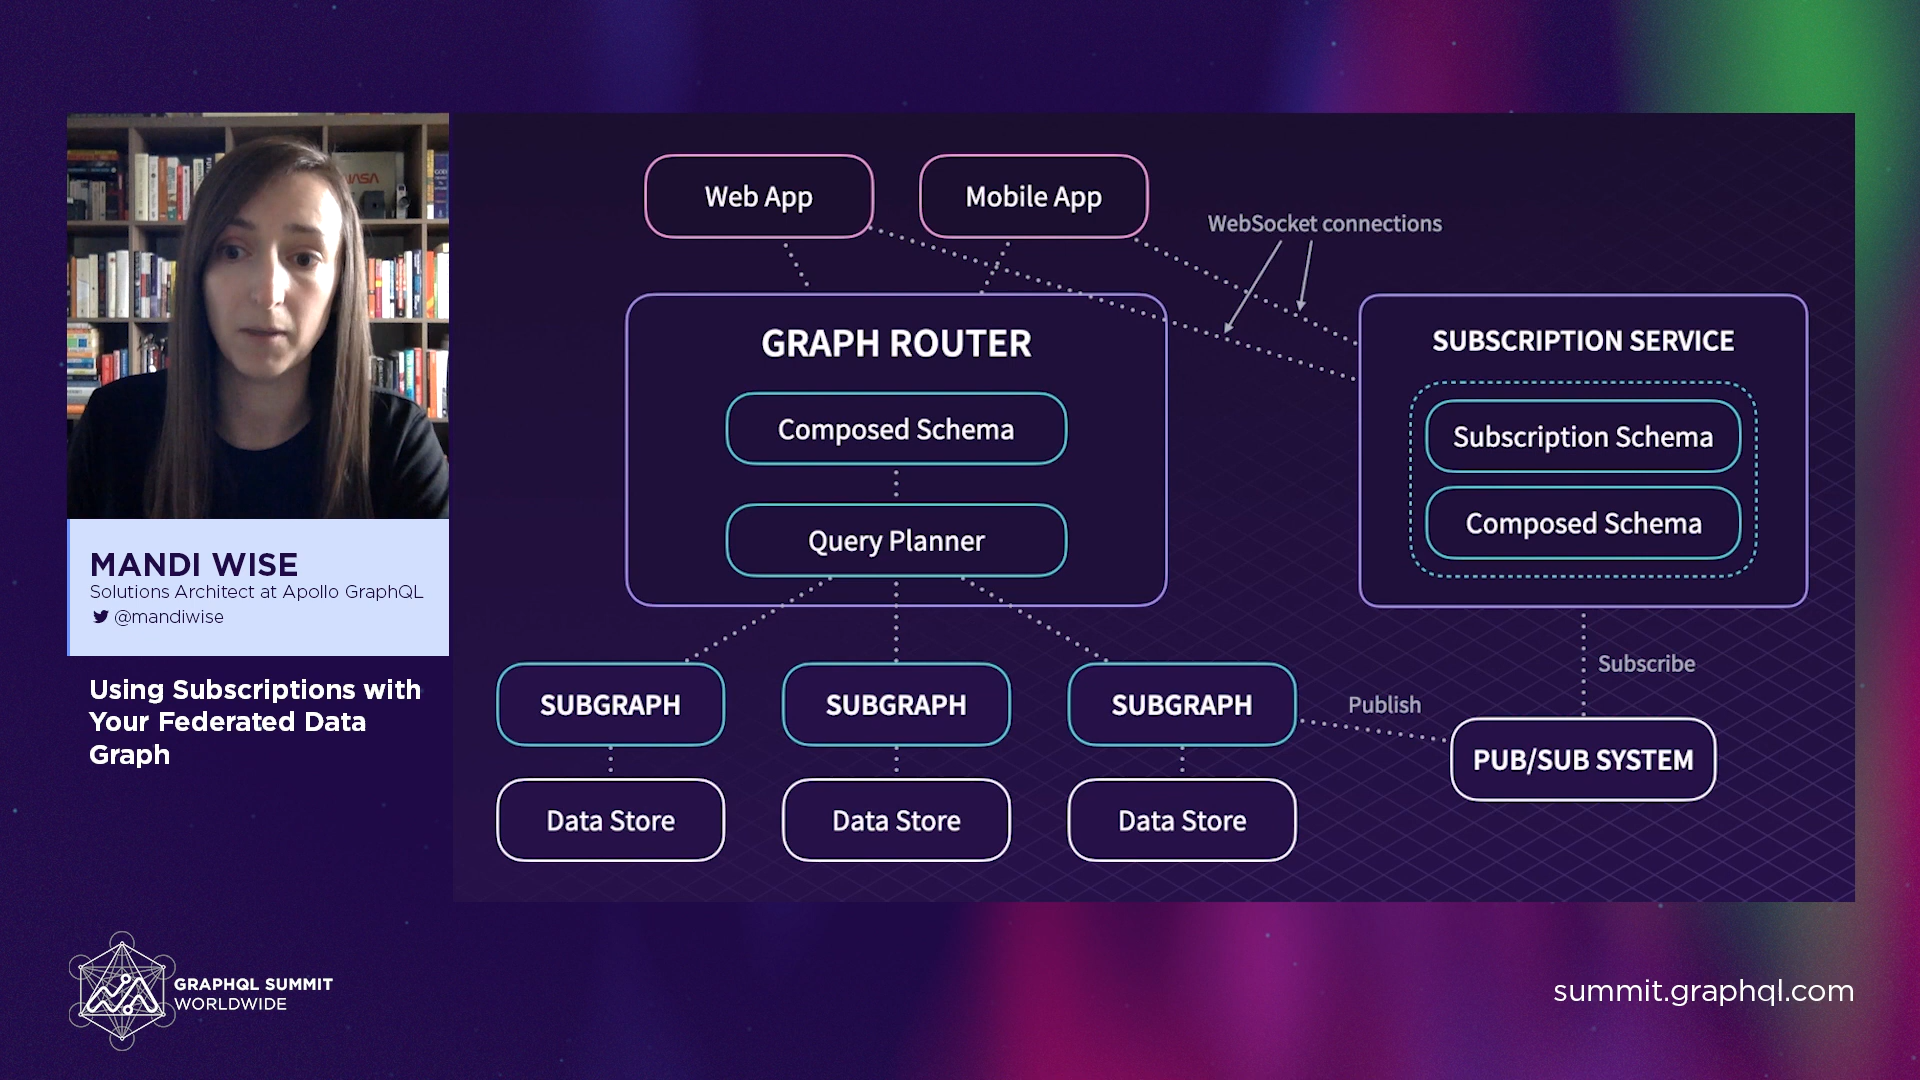 NASA
MANDI WISE
Solutions Architect at Apollo GraphQL
@mandiwise
Using Subscriptions with
Your Federated Data
Graph
Web App
Mobile App
WebSocket connections
GRAPH ROUTER
Composed Schema
Query Planner
SUBSCRIPTION SERVICE
Subscription Schema
Composed Schema
Subscribe
SUBGRAPH
SUBGRAPH
SUBGRAPH
Publish
PUB/SUB SYSTEM
Data Store
Data Store
Data Store
GRAPHQL SUMMIT
WORLDWIDE
summit.graphql.com